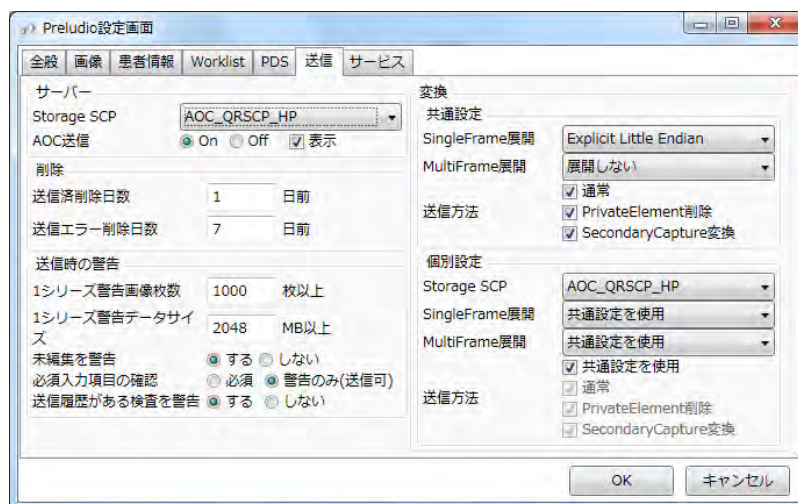 Preludio設定画面
全般 画像 患者情報 Worklist PDS 送信 サービス
サーバー
Storage SCP AOC_QRSCP_HP
AOC送信 On Off 表示
削除
送信済削除日数 1 日前
送信エラー削除日数 7 日前
送信時の警告
1シリーズ警告画像枚数 1000 枚以上
1シリーズ警告データサイ
ズ 2048 MB以上
未編集を警告 する しない
必須入力項目の確認 必須 警告のみ(送信可)
送信履歴がある検査を警告 する しない
変換
共通設定
SingleFrame展開 Explicit Little Endian
MultiFrame展開 展開しない
送信方法 通常
PrivateElement削除
SecondaryCapture変換
個別設定
Storage SCP AOC_QRSCP_HP
SingleFrame展開 共通設定を使用
MultiFrame展開 共通設定を使用
共通設定を使用
送信方法 通常
PrivateElement削除
SecondaryCapture変換
OK キャンセル